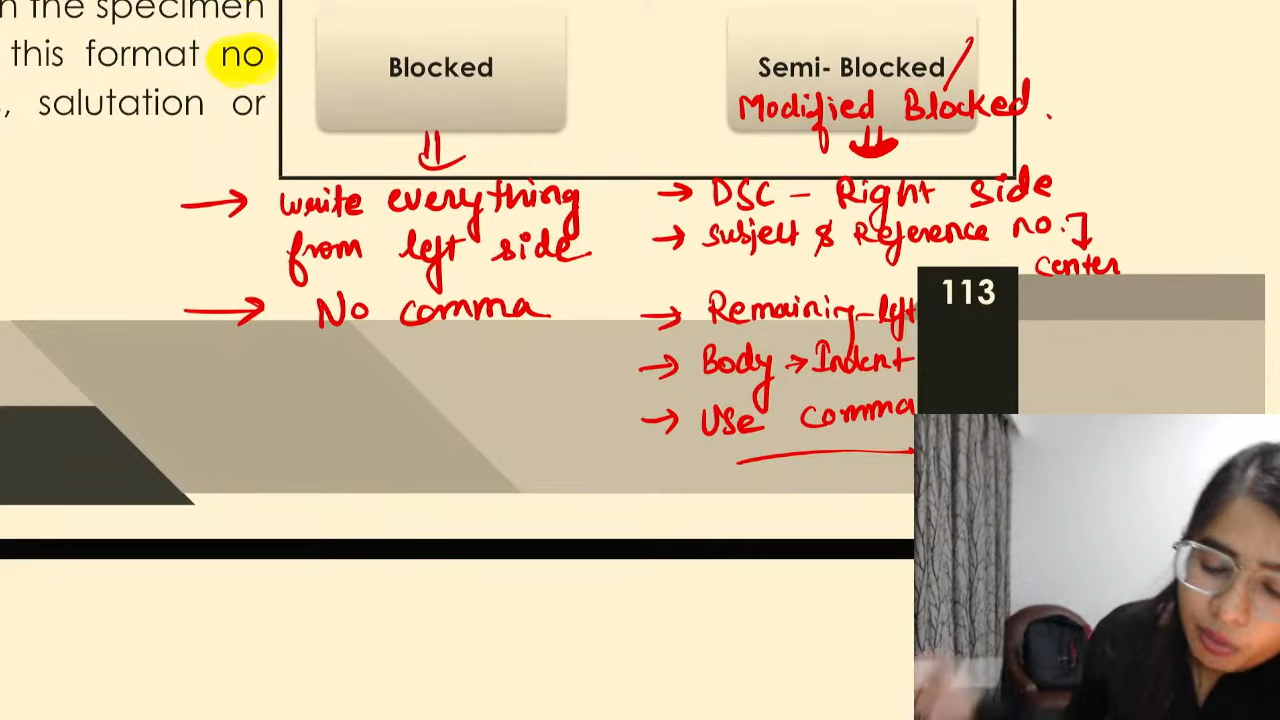 n the specimen
this format no
, salutation or
Blocked
Semi- Blocked
Modified Blocked.
→ write everything
from left side
→ No comma
→ DSC – Right side
→ subject & Reference no.]
center
→ Remaining – left
→ Body → Indent
→ Use comma
113